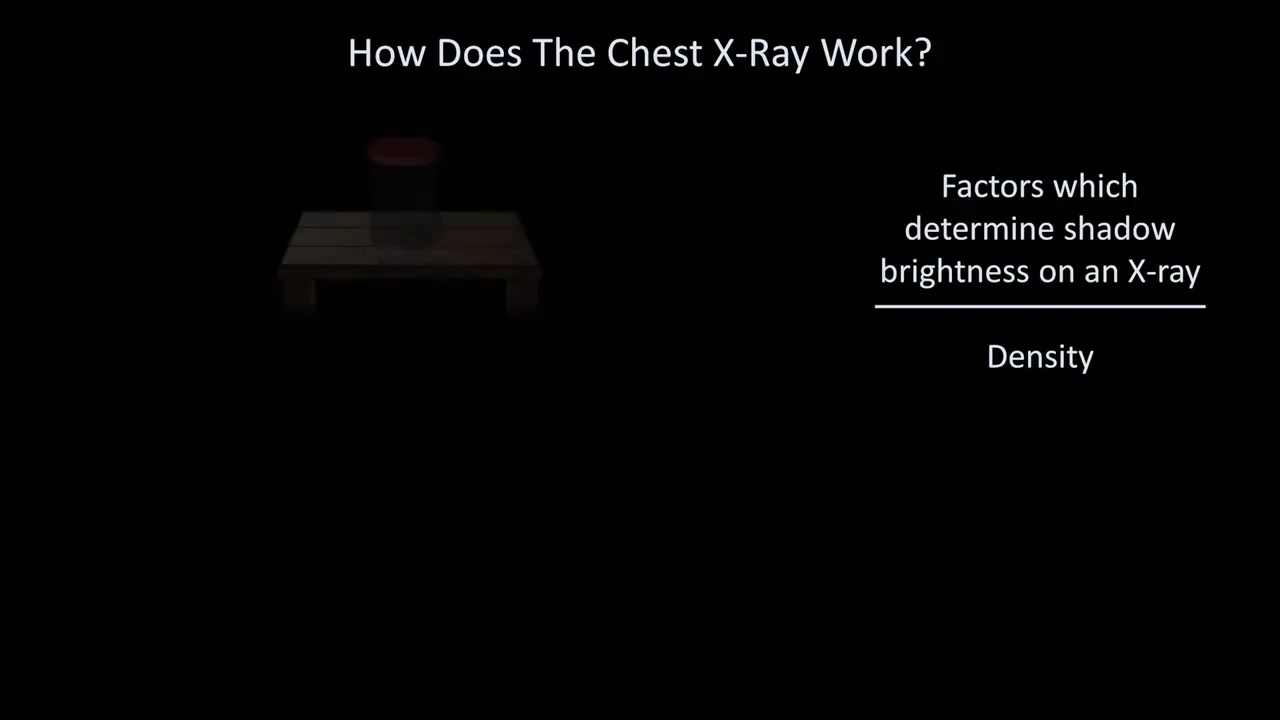 How Does The Chest X-Ray Work?
Factors which
determine shadow
brightness on an X-ray
Density